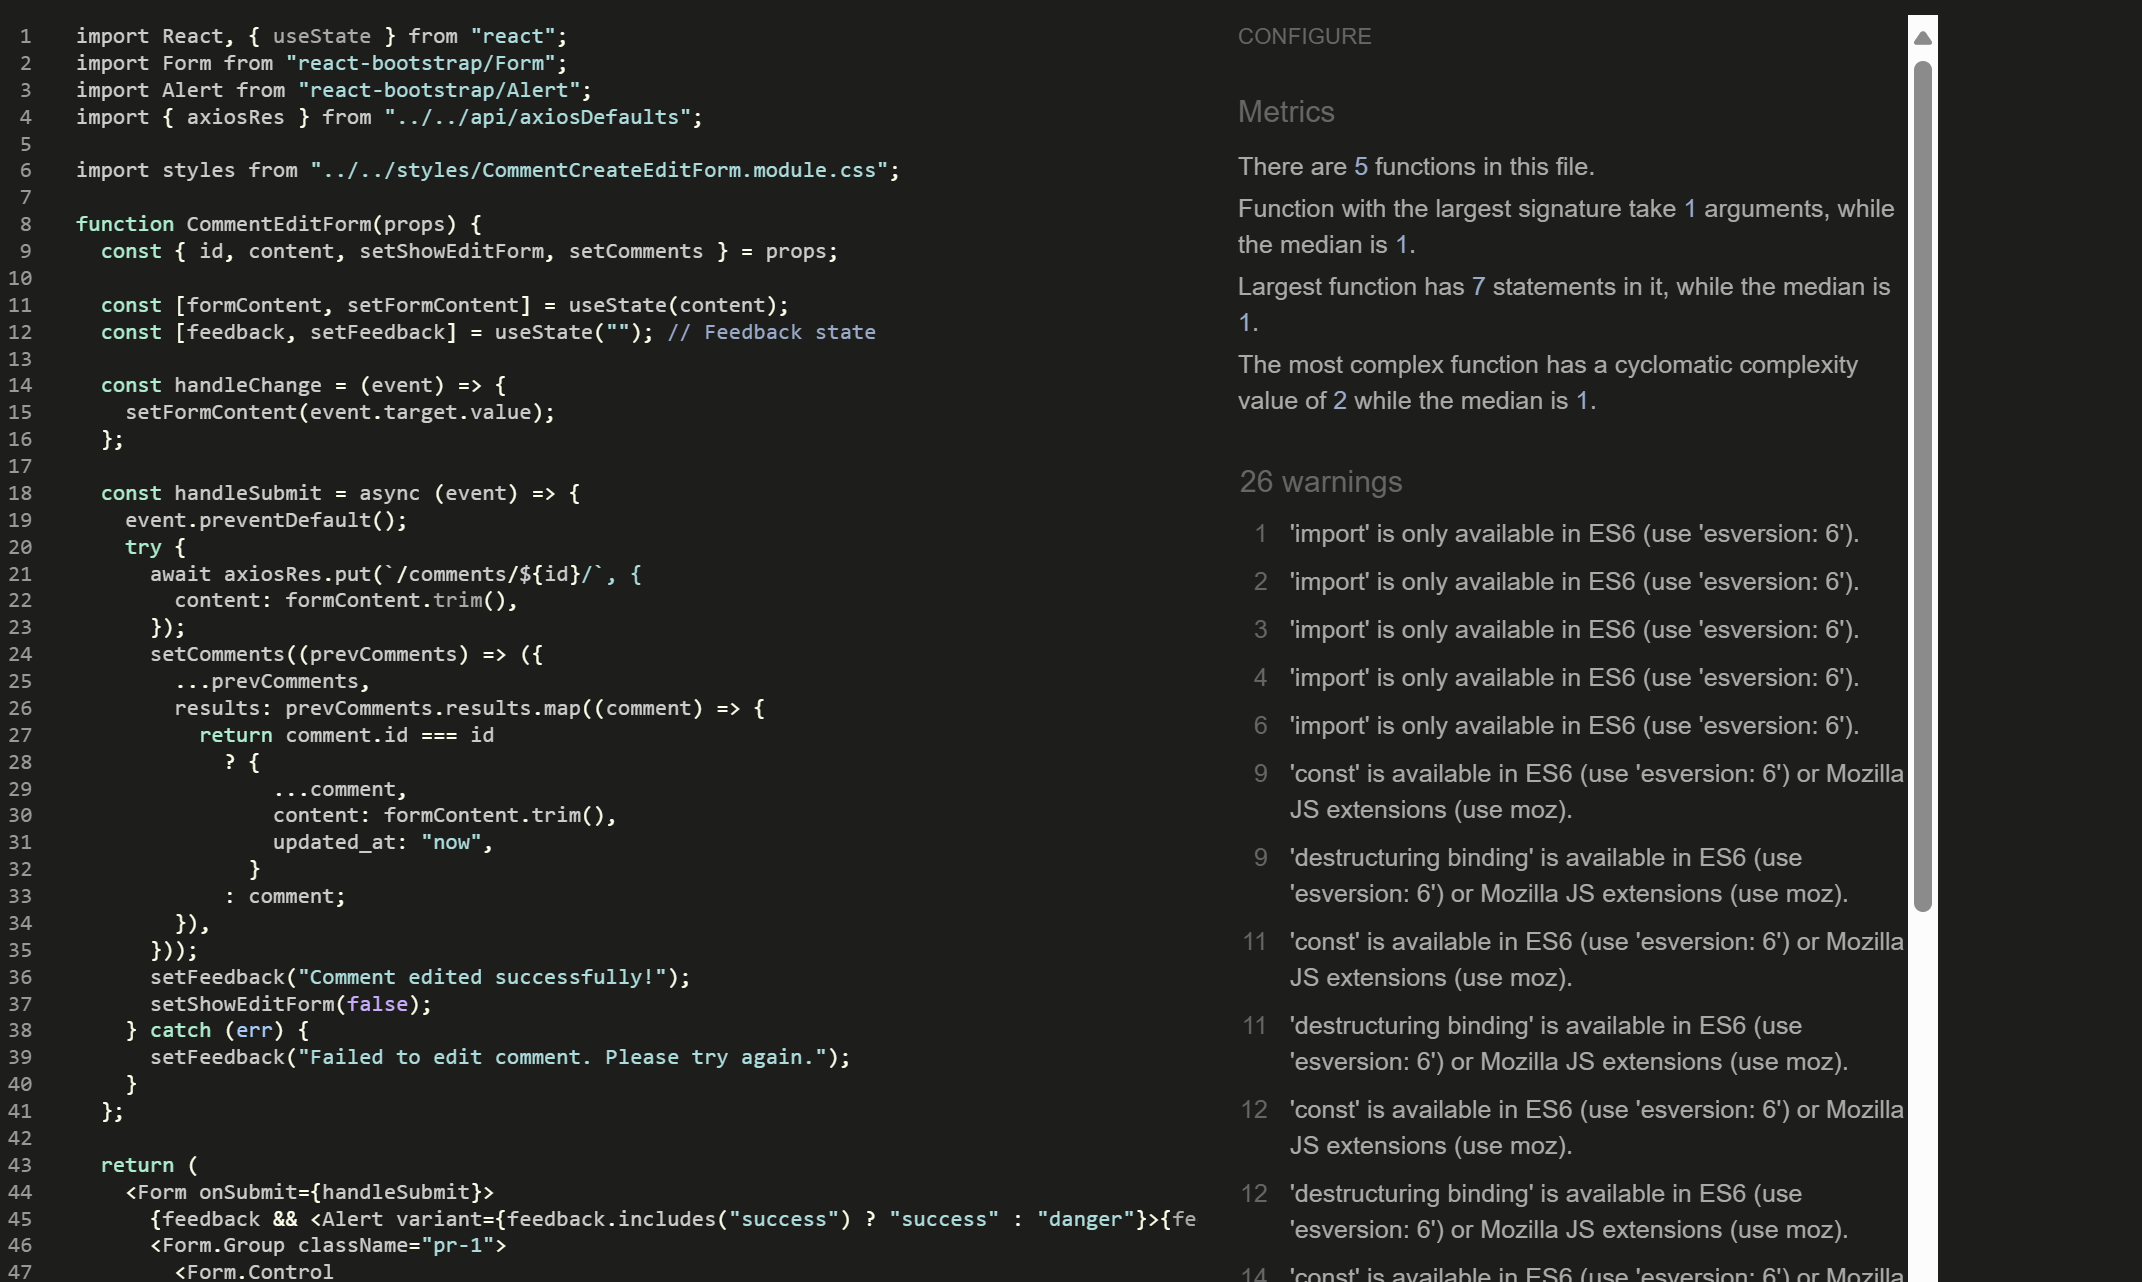 1 import React, { useState } from "react";
2 import Form from "react-bootstrap/Form";
3 import Alert from "react-bootstrap/Alert";
4 import { axiosRes } from "../../api/axiosDefaults";
5
6 import styles from "../../styles/CommentCreateEditForm.module.css";
7
8 function CommentEditForm(props) {
9   const { id, content, setShowEditForm, setComments } = props;
10
11   const [formContent, setFormContent] = useState(content);
12   const [feedback, setFeedback] = useState(""); // Feedback state
13
14   const handleChange = (event) => {
15     setFormContent(event.target.value);
16   };
17
18   const handleSubmit = async (event) => {
19     event.preventDefault();
20     try {
21       await axiosRes.put(`/comments/${id}/`, {
22         content: formContent.trim(),
23       });
24       setComments((prevComments) => ({
25         ...prevComments,
26         results: prevComments.results.map((comment) => {
27           return comment.id === id
28             ? {
29                 ...comment,
30                 content: formContent.trim(),
31                 updated_at: "now",
32               }
33             : comment;
34         }),
35       }));
36       setFeedback("Comment edited successfully!");
37       setShowEditForm(false);
38     } catch (err) {
39       setFeedback("Failed to edit comment. Please try again.");
40     }
41   };
42
43   return (
44     <Form onSubmit={handleSubmit}>
45       {feedback && <Alert variant={feedback.includes("success") ? "success" : "danger"}>{fe
46       <Form.Group className="pr-1">
47         <Form.Control
CONFIGURE
Metrics
There are 5 functions in this file.
Function with the largest signature take 1 arguments, while
the median is 1.
Largest function has 7 statements in it, while the median is
1.
The most complex function has a cyclomatic complexity
value of 2 while the median is 1.
26 warnings
1 'import' is only available in ES6 (use 'esversion: 6').
2 'import' is only available in ES6 (use 'esversion: 6').
3 'import' is only available in ES6 (use 'esversion: 6').
4 'import' is only available in ES6 (use 'esversion: 6').
6 'import' is only available in ES6 (use 'esversion: 6').
9 'const' is available in ES6 (use 'esversion: 6') or Mozilla
JS extensions (use moz).
9 'destructuring binding' is available in ES6 (use
'esversion: 6') or Mozilla JS extensions (use moz).
11 'const' is available in ES6 (use 'esversion: 6') or Mozilla
JS extensions (use moz).
11 'destructuring binding' is available in ES6 (use
'esversion: 6') or Mozilla JS extensions (use moz).
12 'const' is available in ES6 (use 'esversion: 6') or Mozilla
JS extensions (use moz).
12 'destructuring binding' is available in ES6 (use
'esversion: 6') or Mozilla JS extensions (use moz).
14 'const' is available in ES6 (use 'esversion: 6') or Mozilla